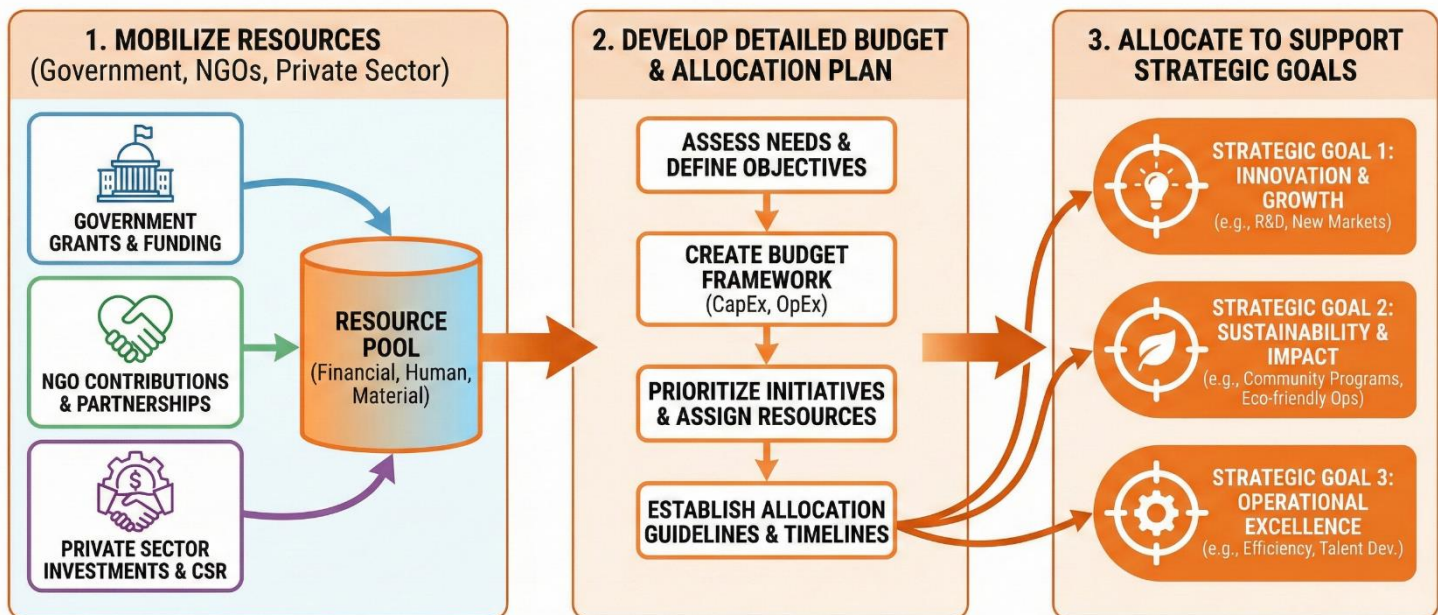 1. MOBILIZE RESOURCES
(Government, NGOs, Private Sector)
GOVERNMENT
GRANTS & FUNDING
NGO CONTRIBUTIONS
& PARTNERSHIPS
$
PRIVATE SECTOR
INVESTMENTS & CSR
RESOURCE
POOL
(Financial, Human,
Material)
2. DEVELOP DETAILED BUDGET
& ALLOCATION PLAN
ASSESS NEEDS &
DEFINE OBJECTIVES
CREATE BUDGET
FRAMEWORK
(CapEx, OpEx)
PRIORITIZE INITIATIVES
& ASSIGN RESOURCES
ESTABLISH ALLOCATION
GUIDELINES & TIMELINES
3. ALLOCATE TO SUPPORT
STRATEGIC GOALS
STRATEGIC GOAL 1:
INNOVATION &
GROWTH
(e.g., R&D, New Markets)
STRATEGIC GOAL 2:
SUSTAINABILITY &
IMPACT
(e.g., Community Programs,
Eco-friendly Ops)
STRATEGIC GOAL 3:
OPERATIONAL
EXCELLENCE
(e.g., Efficiency, Talent Dev.)